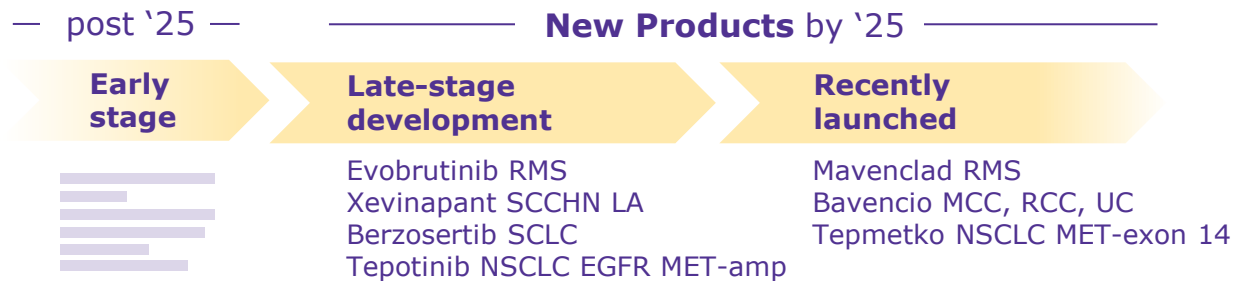 post ‘25
New Products by ‘25
Early
stage
Late-stage
development
Recently
launched
Evobrutinib RMS
Xevinapant SCCHN LA
Berzosertib SCLC
Tepotinib NSCLC EGFR MET-amp
Mavenclad RMS
Bavencio MCC, RCC, UC
Tepmetko NSCLC MET-exon 14